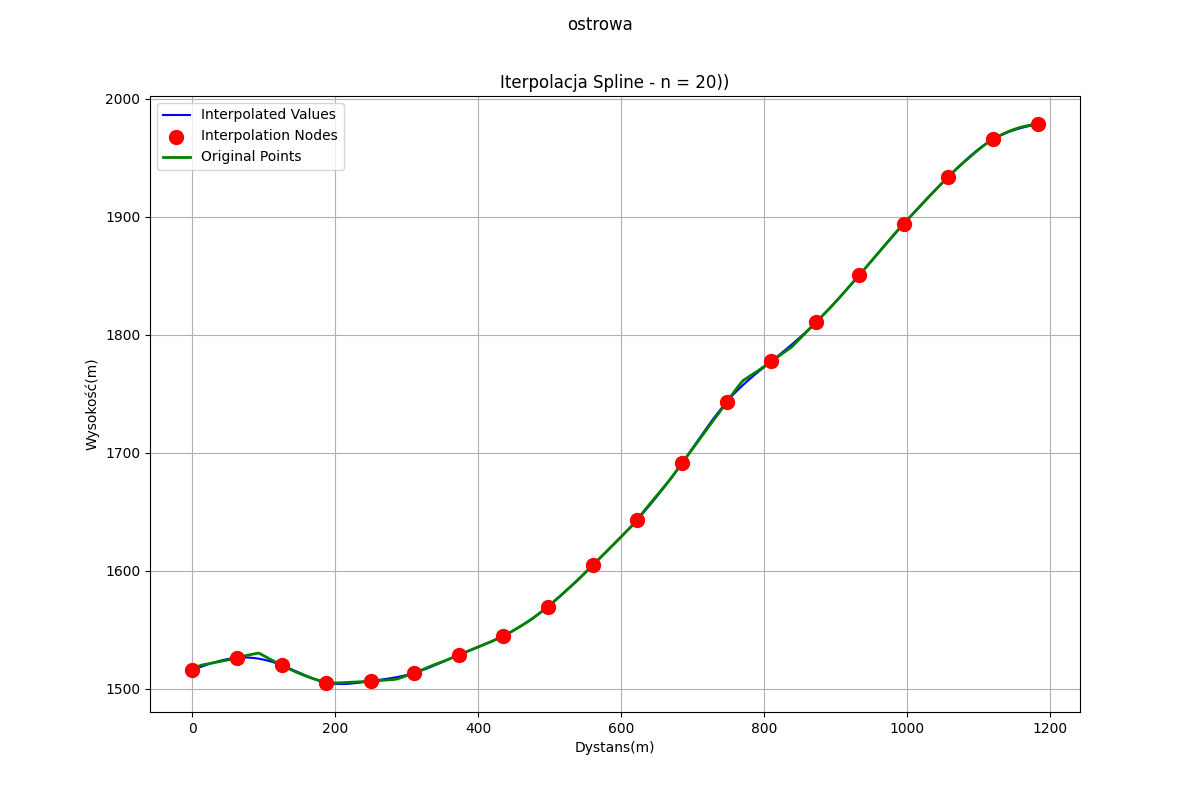 ostrowa
Iterpolacja Spline - n = 20))
Interpolated Values
Interpolation Nodes
Original Points
2000
1900
1800
1700
1600
1500
Wysokość(m)
0 200 400 600 800 1000 1200
Dystans(m)